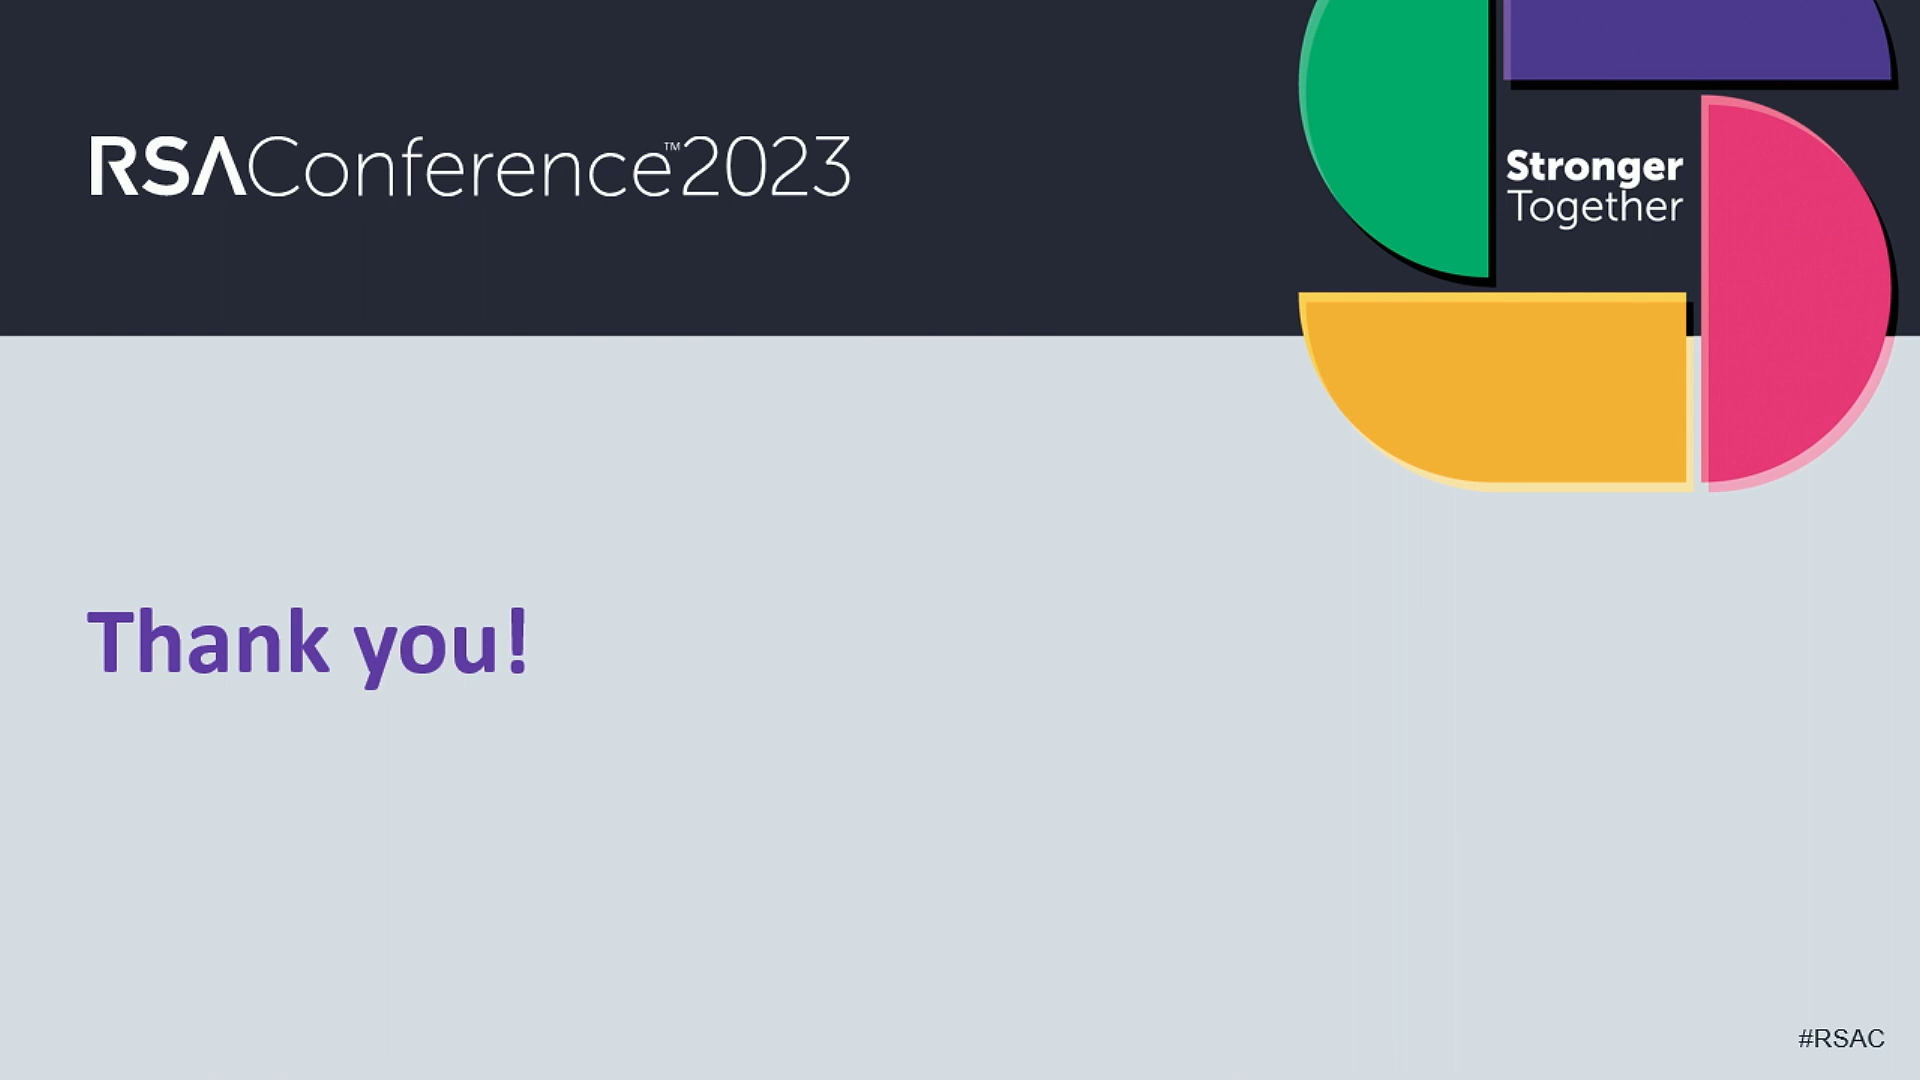 RSAConference™2023
Stronger
Together
Thank you!
#RSAC